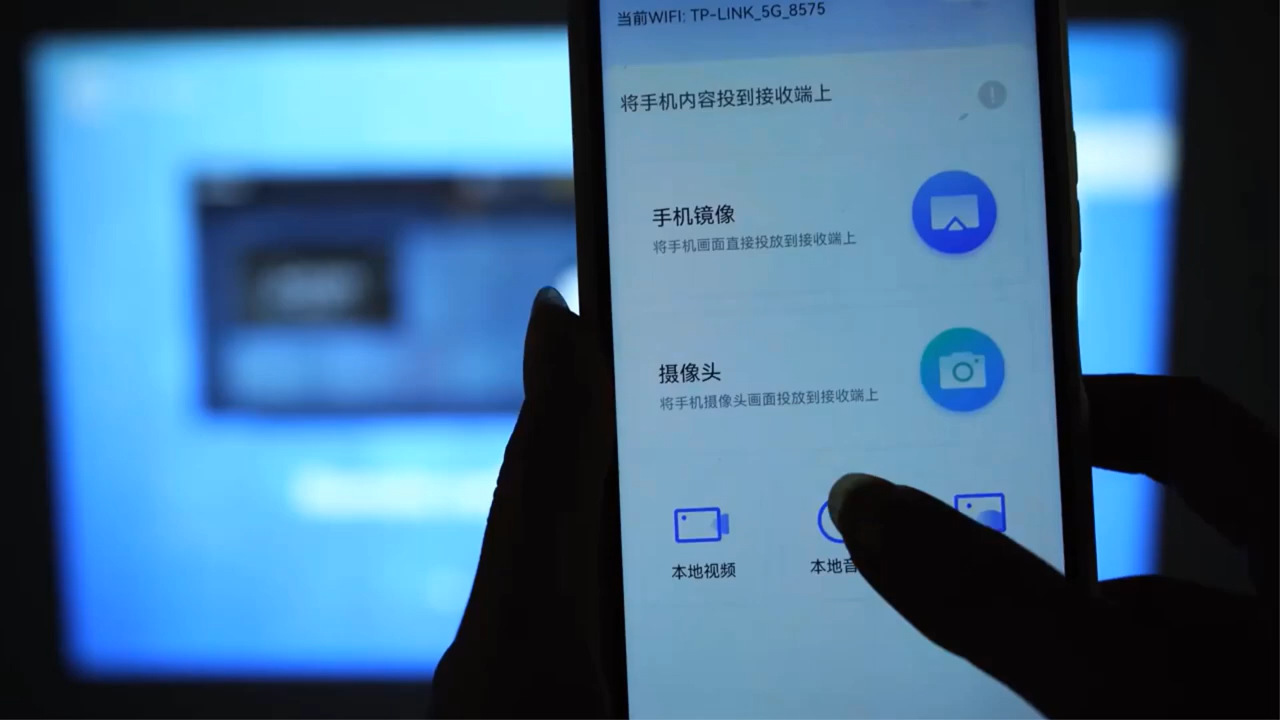 当前WIFI: TP-LINK_5G_8575
将手机内容投到接收端上
手机镜像
将手机画面直接投放到接收端上
摄像头
将手机摄像头画面投放到接收端上
本地视频
本地音